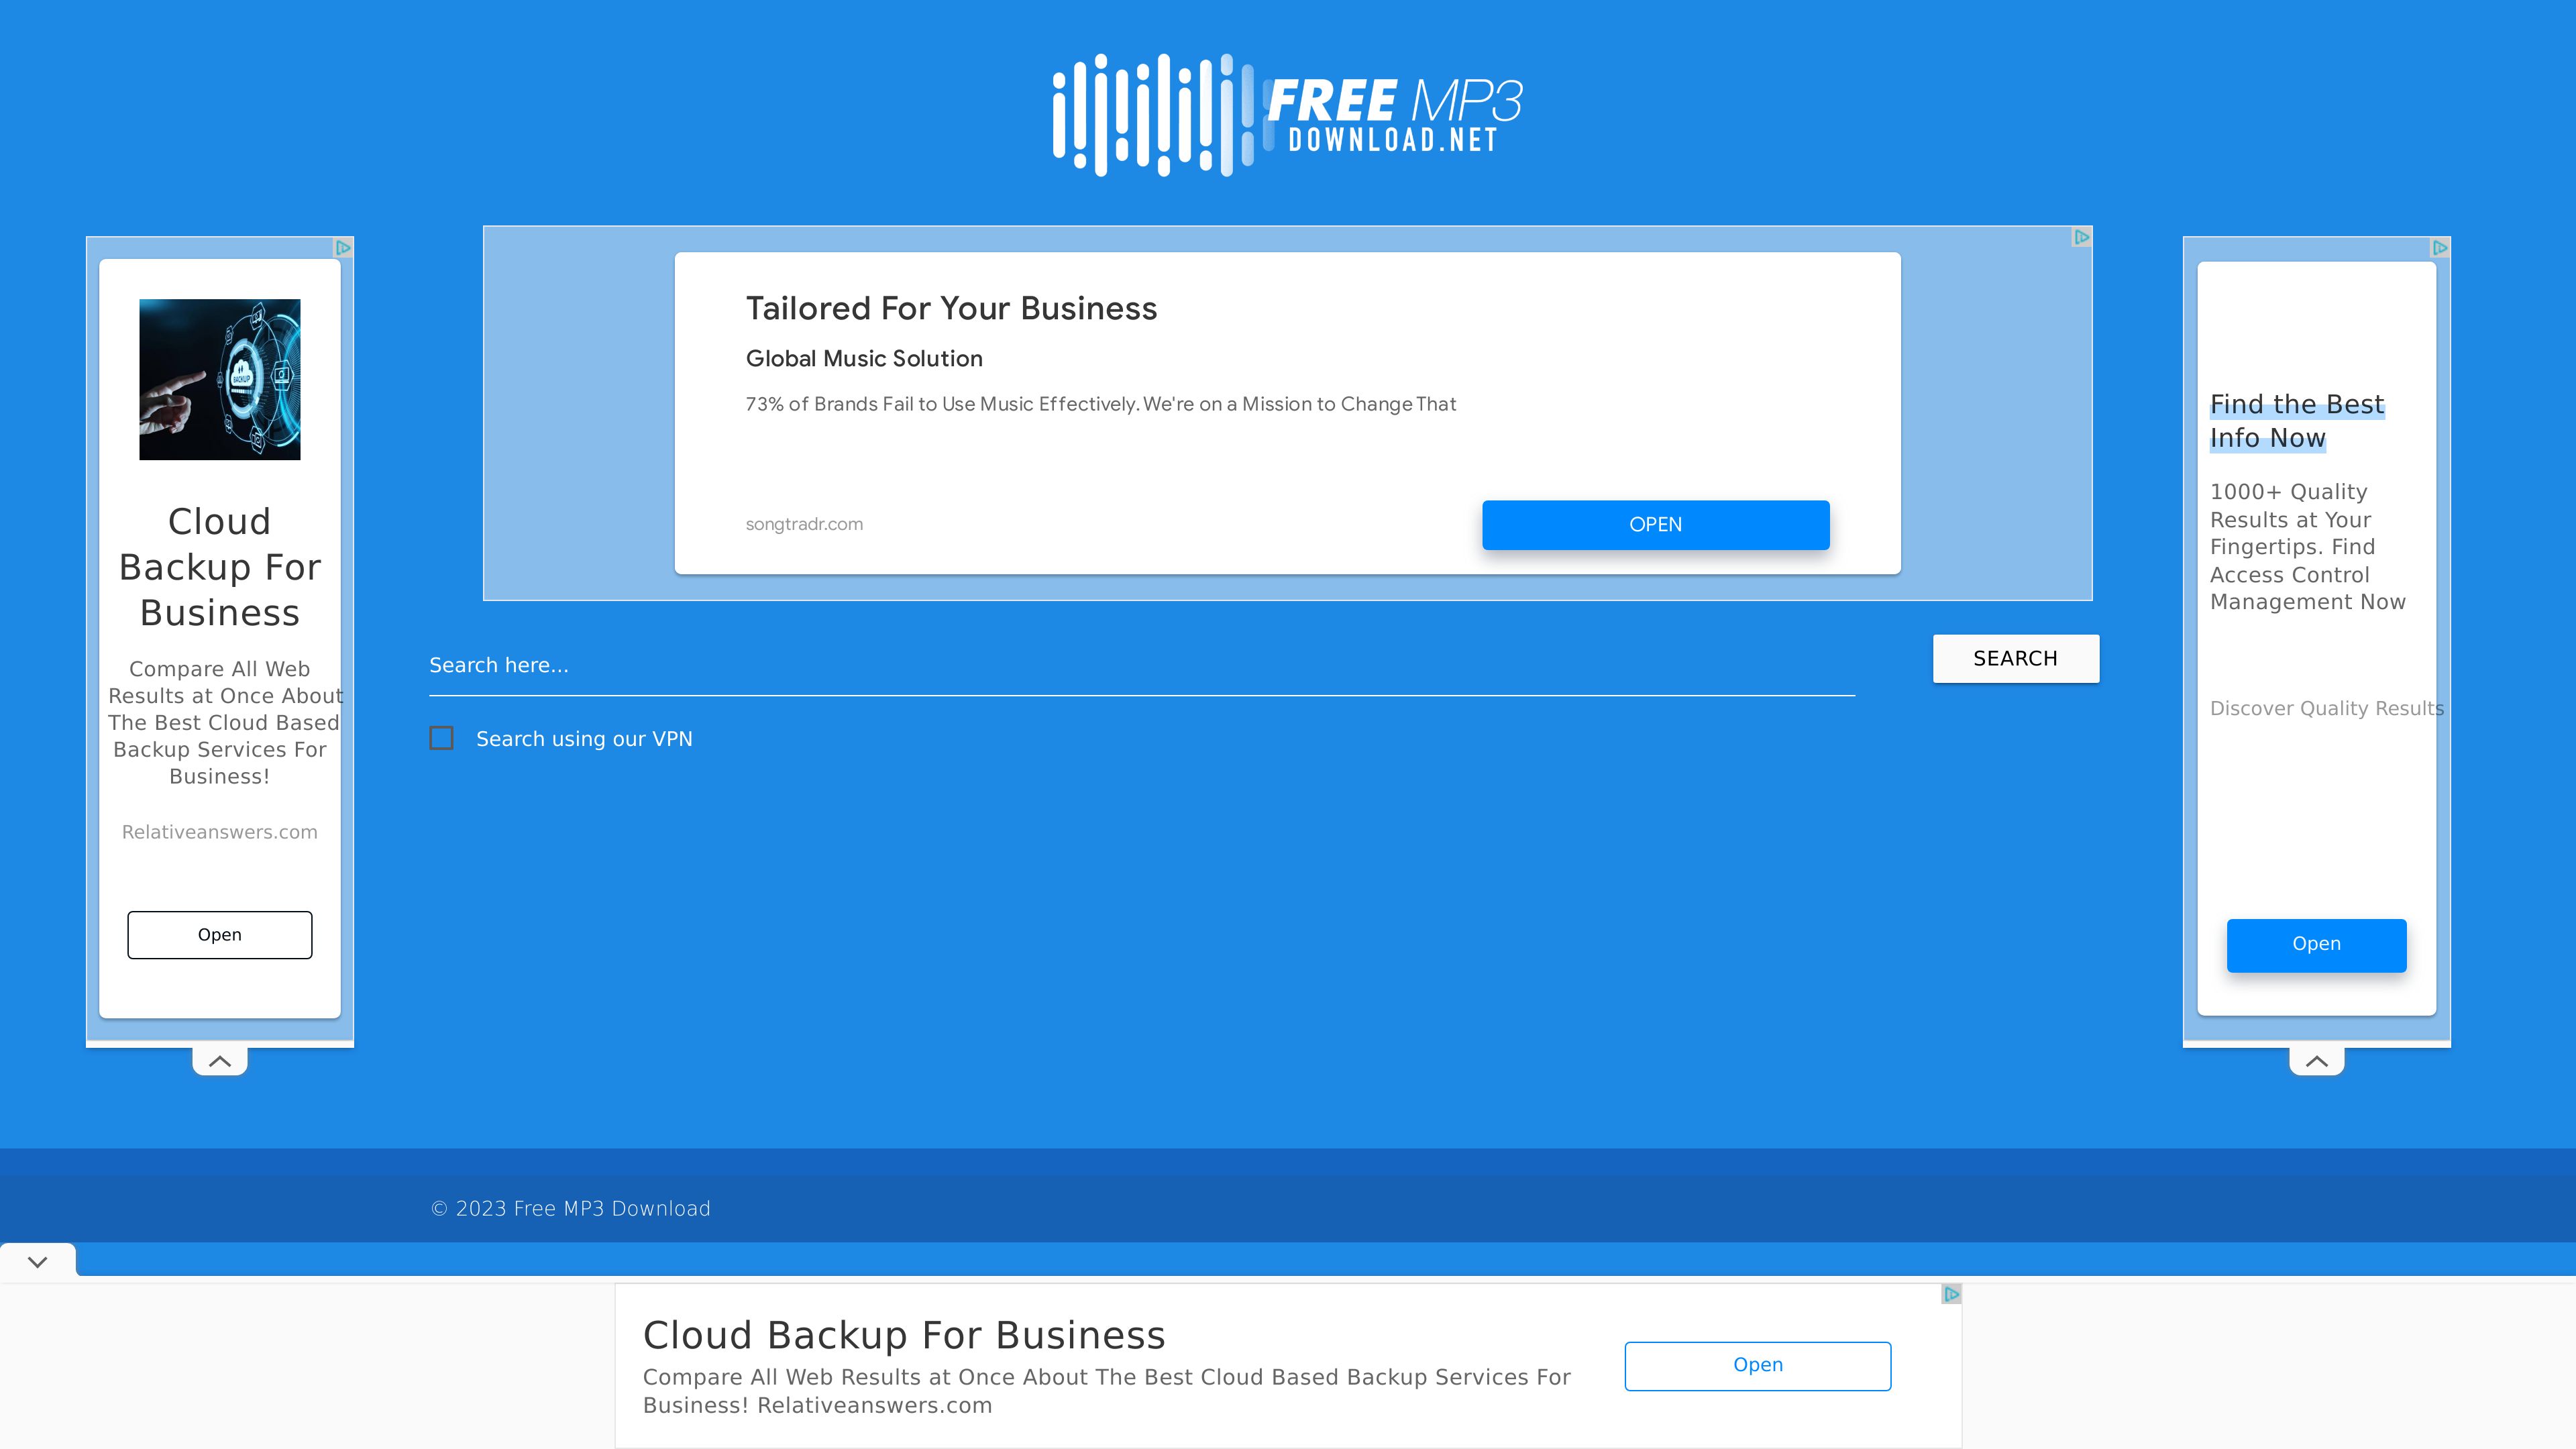 FREE MP3
DOWNLOAD.NET
Tailored For Your Business
Global Music Solution
73% of Brands Fail to Use Music Effectively. We're on a Mission to Change That
songtradr.com
OPEN
BACKUP
Cloud
Backup For
Business
Compare All Web
Results at Once About
The Best Cloud Based
Backup Services For
Business!
Relativeanswers.com
Open
Search here...
SEARCH
Search using our VPN
Find the Best
Info Now
1000+ Quality
Results at Your
Fingertips. Find
Access Control
Management Now
Discover Quality Results
Open
© 2023 Free MP3 Download
Cloud Backup For Business
Compare All Web Results at Once About The Best Cloud Based Backup Services For
Business! Relativeanswers.com
Open